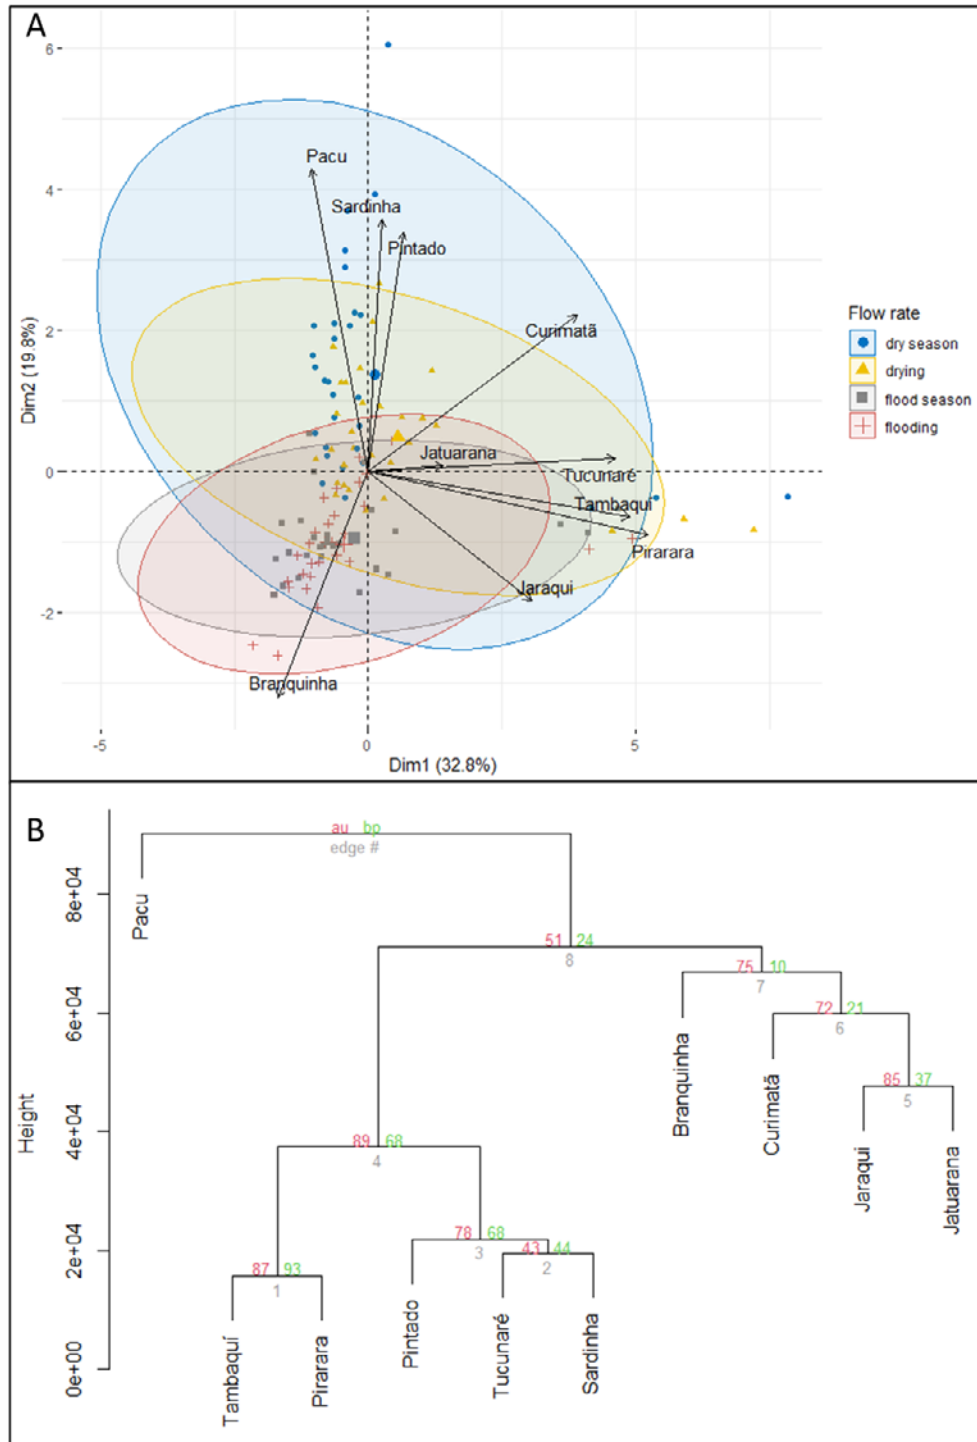 A
6
4
2
0
-2
Dim2 (19.8%)
Pacu
Sardinha
Pintado
Curimatã
Jatuarana
Tucunaré
Tambaqui
Pirarara
Jaraqui
Branquinha
-5
0
5
Dim1 (32.8%)
Flow rate
dry season
drying
flood season
flooding
B
Height
8e+04
6e+04
4e+04
2e+04
0e+00
au bp
edge #
Pacu
51 24
8
75 10
7
Branquinha
72 21
6
Curimatã
85 37
5
Jaraqui
Jatuarana
89 68
4
78 68
3
43 44
2
87 93
1
Tambaquí
Pirarara
Pintado
Tucunaré
Sardinha